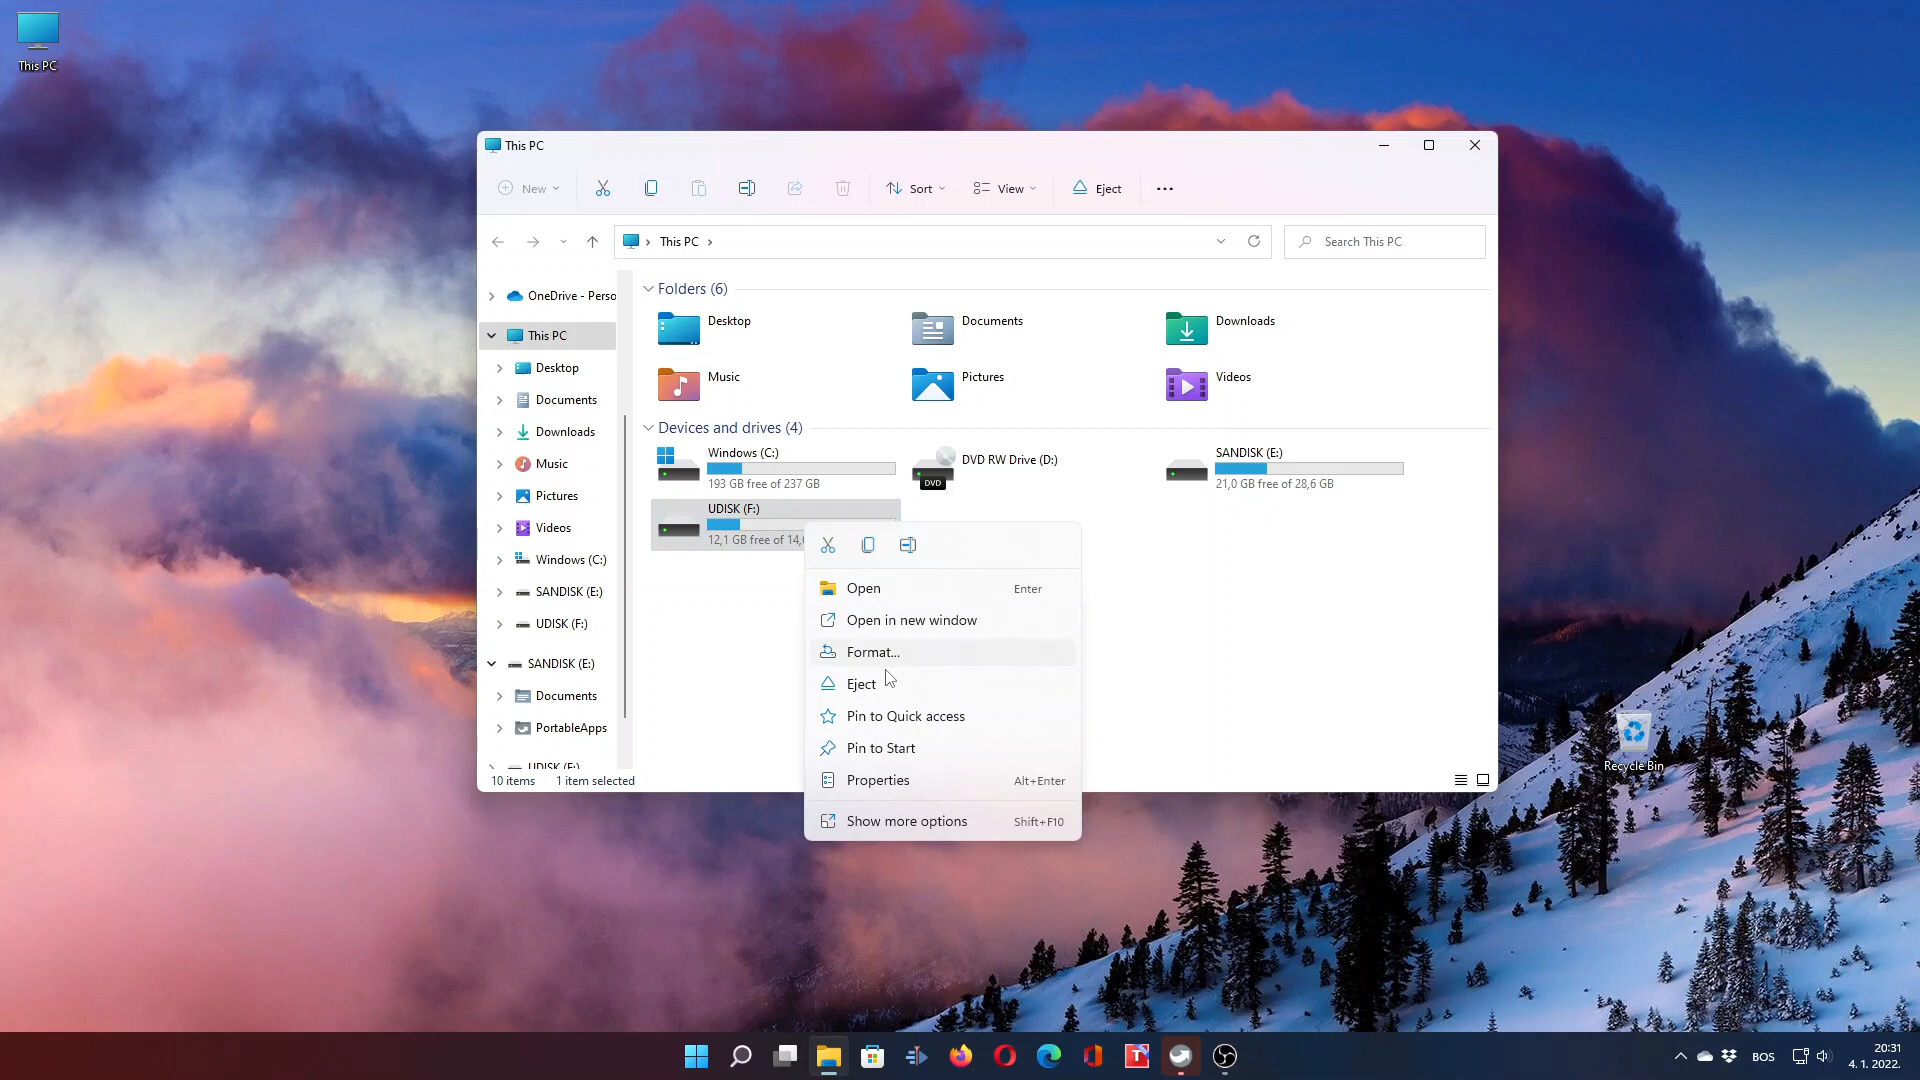 This PC
This PC
New
Sort
View
Eject
This PC
Search This PC
OneDrive - Perso
This PC
Desktop
Documents
Downloads
Music
Pictures
Videos
Windows (C:)
SANDISK (E:)
UDISK (F:)
SANDISK (E:)
Documents
PortableApps
UDISK (F:)
Folders (6)
Desktop
Documents
Downloads
Music
Pictures
Videos
Devices and drives (4)
Windows (C:)
193 GB free of 237 GB
DVD RW Drive (D:)
DVD
SANDISK (E:)
21,0 GB free of 28,6 GB
UDISK (F:)
12,1 GB free of 14,6
Open Enter
Open in new window
Format...
Eject
Pin to Quick access
Pin to Start
Properties Alt+Enter
Show more options Shift+F10
10 items 1 item selected
Recycle Bin
T
BOS
20:31
4. 1. 2022.